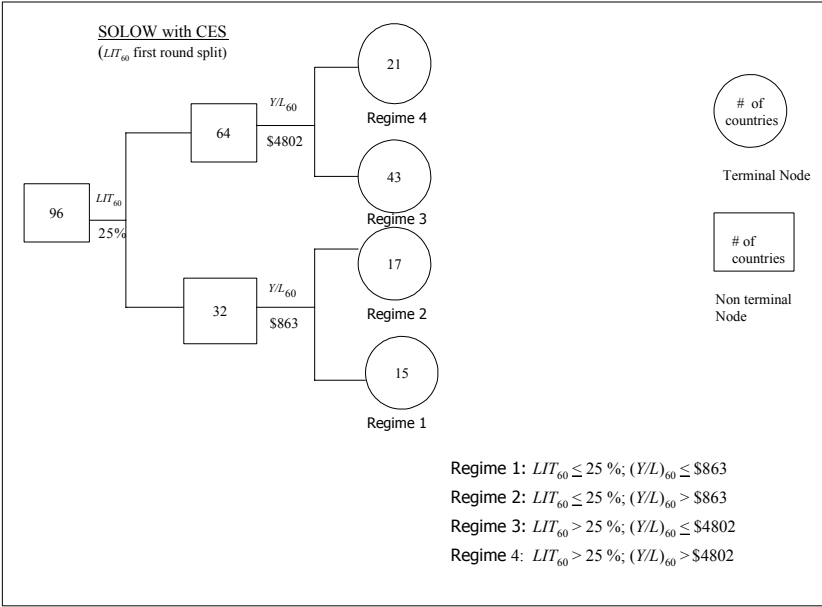 SOLOW with CES
(LIT60 first round split)
96
LIT60
25%
64
Y/L60
$4802
21
Regime 4
43
Regime 3
32
Y/L60
$863
17
Regime 2
15
Regime 1
# of
countries
Terminal Node
# of
countries
Non terminal
Node
Regime 1: LIT60 ≤ 25 %; (Y/L)60 ≤ $863
Regime 2: LIT60 ≤ 25 %; (Y/L)60 > $863
Regime 3: LIT60 > 25 %; (Y/L)60 ≤ $4802
Regime 4: LIT60 > 25 %; (Y/L)60 > $4802